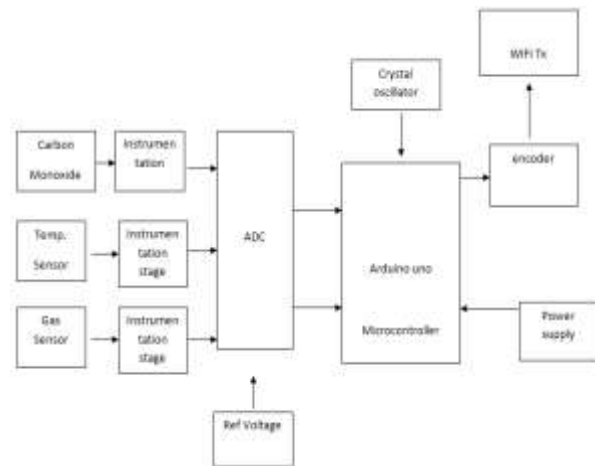 WIFI Tx
Crystal
oscillator
Carbon
Monoxide
Instrumen
tation
encoder
Temp.
Sensor
Instrumen
tation
stage
ADC
Arduino uno
Microcontroller
Gas
Sensor
Instrumen
tation
stage
Power
supply
Ref Voltage